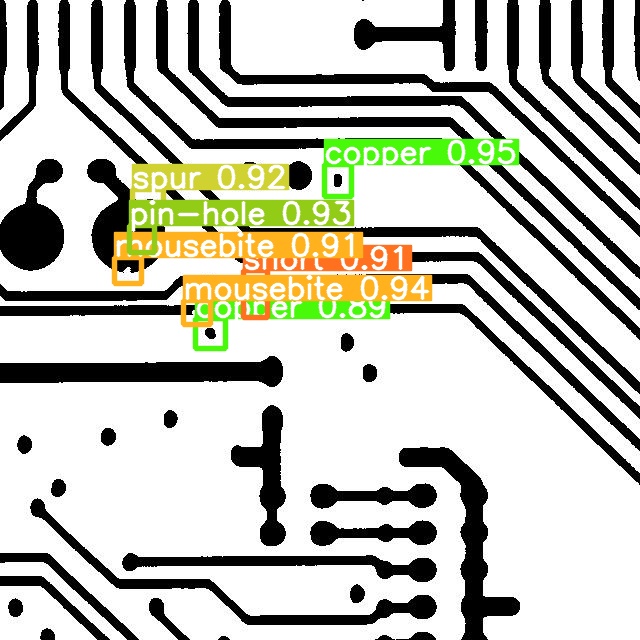 copper 0.95
spur 0.92
pin-hole 0.93
mousebite 0.91
short 0.91
mousebite 0.94
copper 0.89